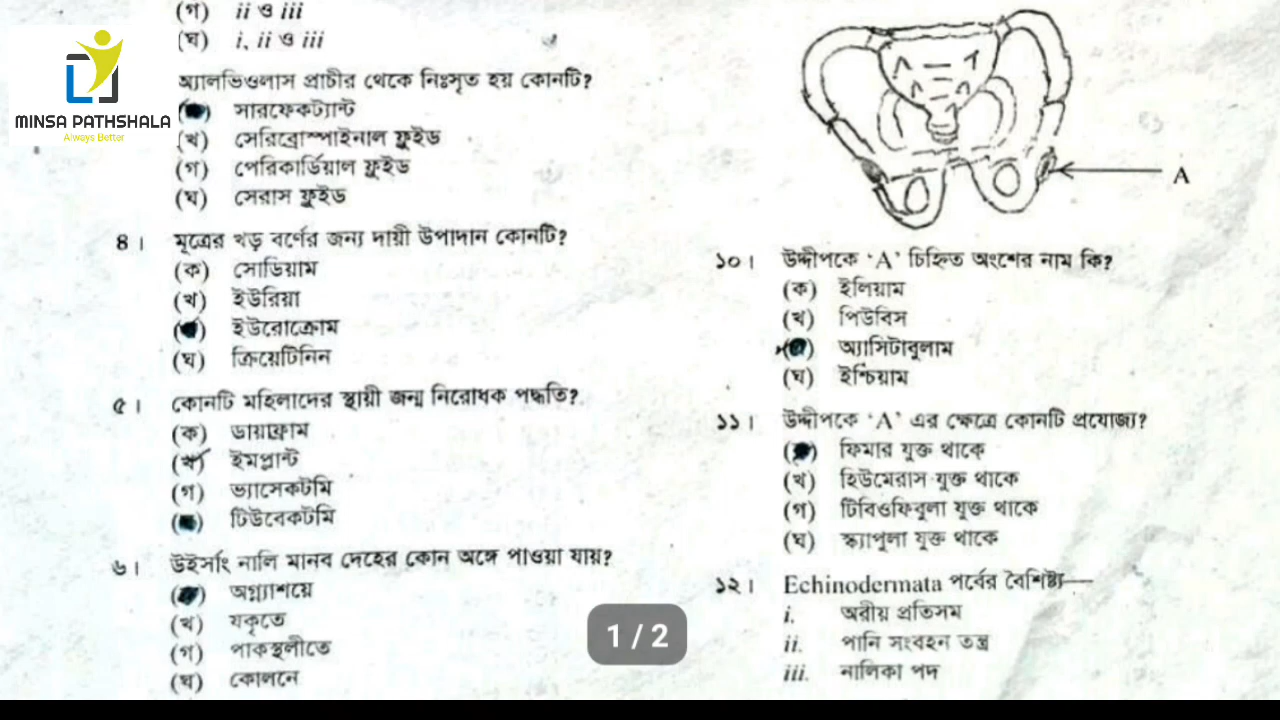 (গ) ii ও iii
(ঘ) i, ii ও iii
MINSA PATHSHALA
Always Better
অ্যালভিওলাস প্রাচীর থেকে নিঃসৃত হয় কোনটি?
সারফেকট্যান্ট
(খ) সেরিব্রোস্পাইনাল ফ্লুইড
(গ) পেরিকার্ডিয়াল ফ্লুইড
(ঘ) সেরাস ফ্লুইড
৪। মূত্রের খড় বর্ণের জন্য দায়ী উপাদান কোনটি?
(ক) সোডিয়াম
(খ) ইউরিয়া
ইউরোক্রোম
(ঘ) ক্রিয়েটিনিন
৫। কোনটি মহিলাদের স্থায়ী জন্ম নিরোধক পদ্ধতি?
(ক) ডায়াফ্রাম
(খ) ইমপ্লান্ট
(গ) ভ্যাসেকটমি
টিউবেকটমি
৬। উইর্সাং নালি মানব দেহের কোন অঙ্গে পাওয়া যায়?
অগ্ন্যাশয়ে
(খ) যকৃতে
(গ) পাকস্থলীতে
(ঘ) কোলনে
A
১০। উদ্দীপকে ‘A’ চিহ্নিত অংশের নাম কি?
(ক) ইলিয়াম
(খ) পিউবিস
অ্যাসিটাবুলাম
(ঘ) ইশ্চিয়াম
১১। উদ্দীপকে ‘A’ এর ক্ষেত্রে কোনটি প্রযোজ্য?
ফিমার যুক্ত থাকে
(খ) হিউমেরাস যুক্ত থাকে
(গ) টিবিওফিবুলা যুক্ত থাকে
(ঘ) স্ক্যাপুলা যুক্ত থাকে
১২। Echinodermata পর্বের বৈশিষ্ট্য—
i. অরীয় প্রতিসম
ii. পানি সংবহন তন্ত্র
iii. নালিকা পদ
1 / 2